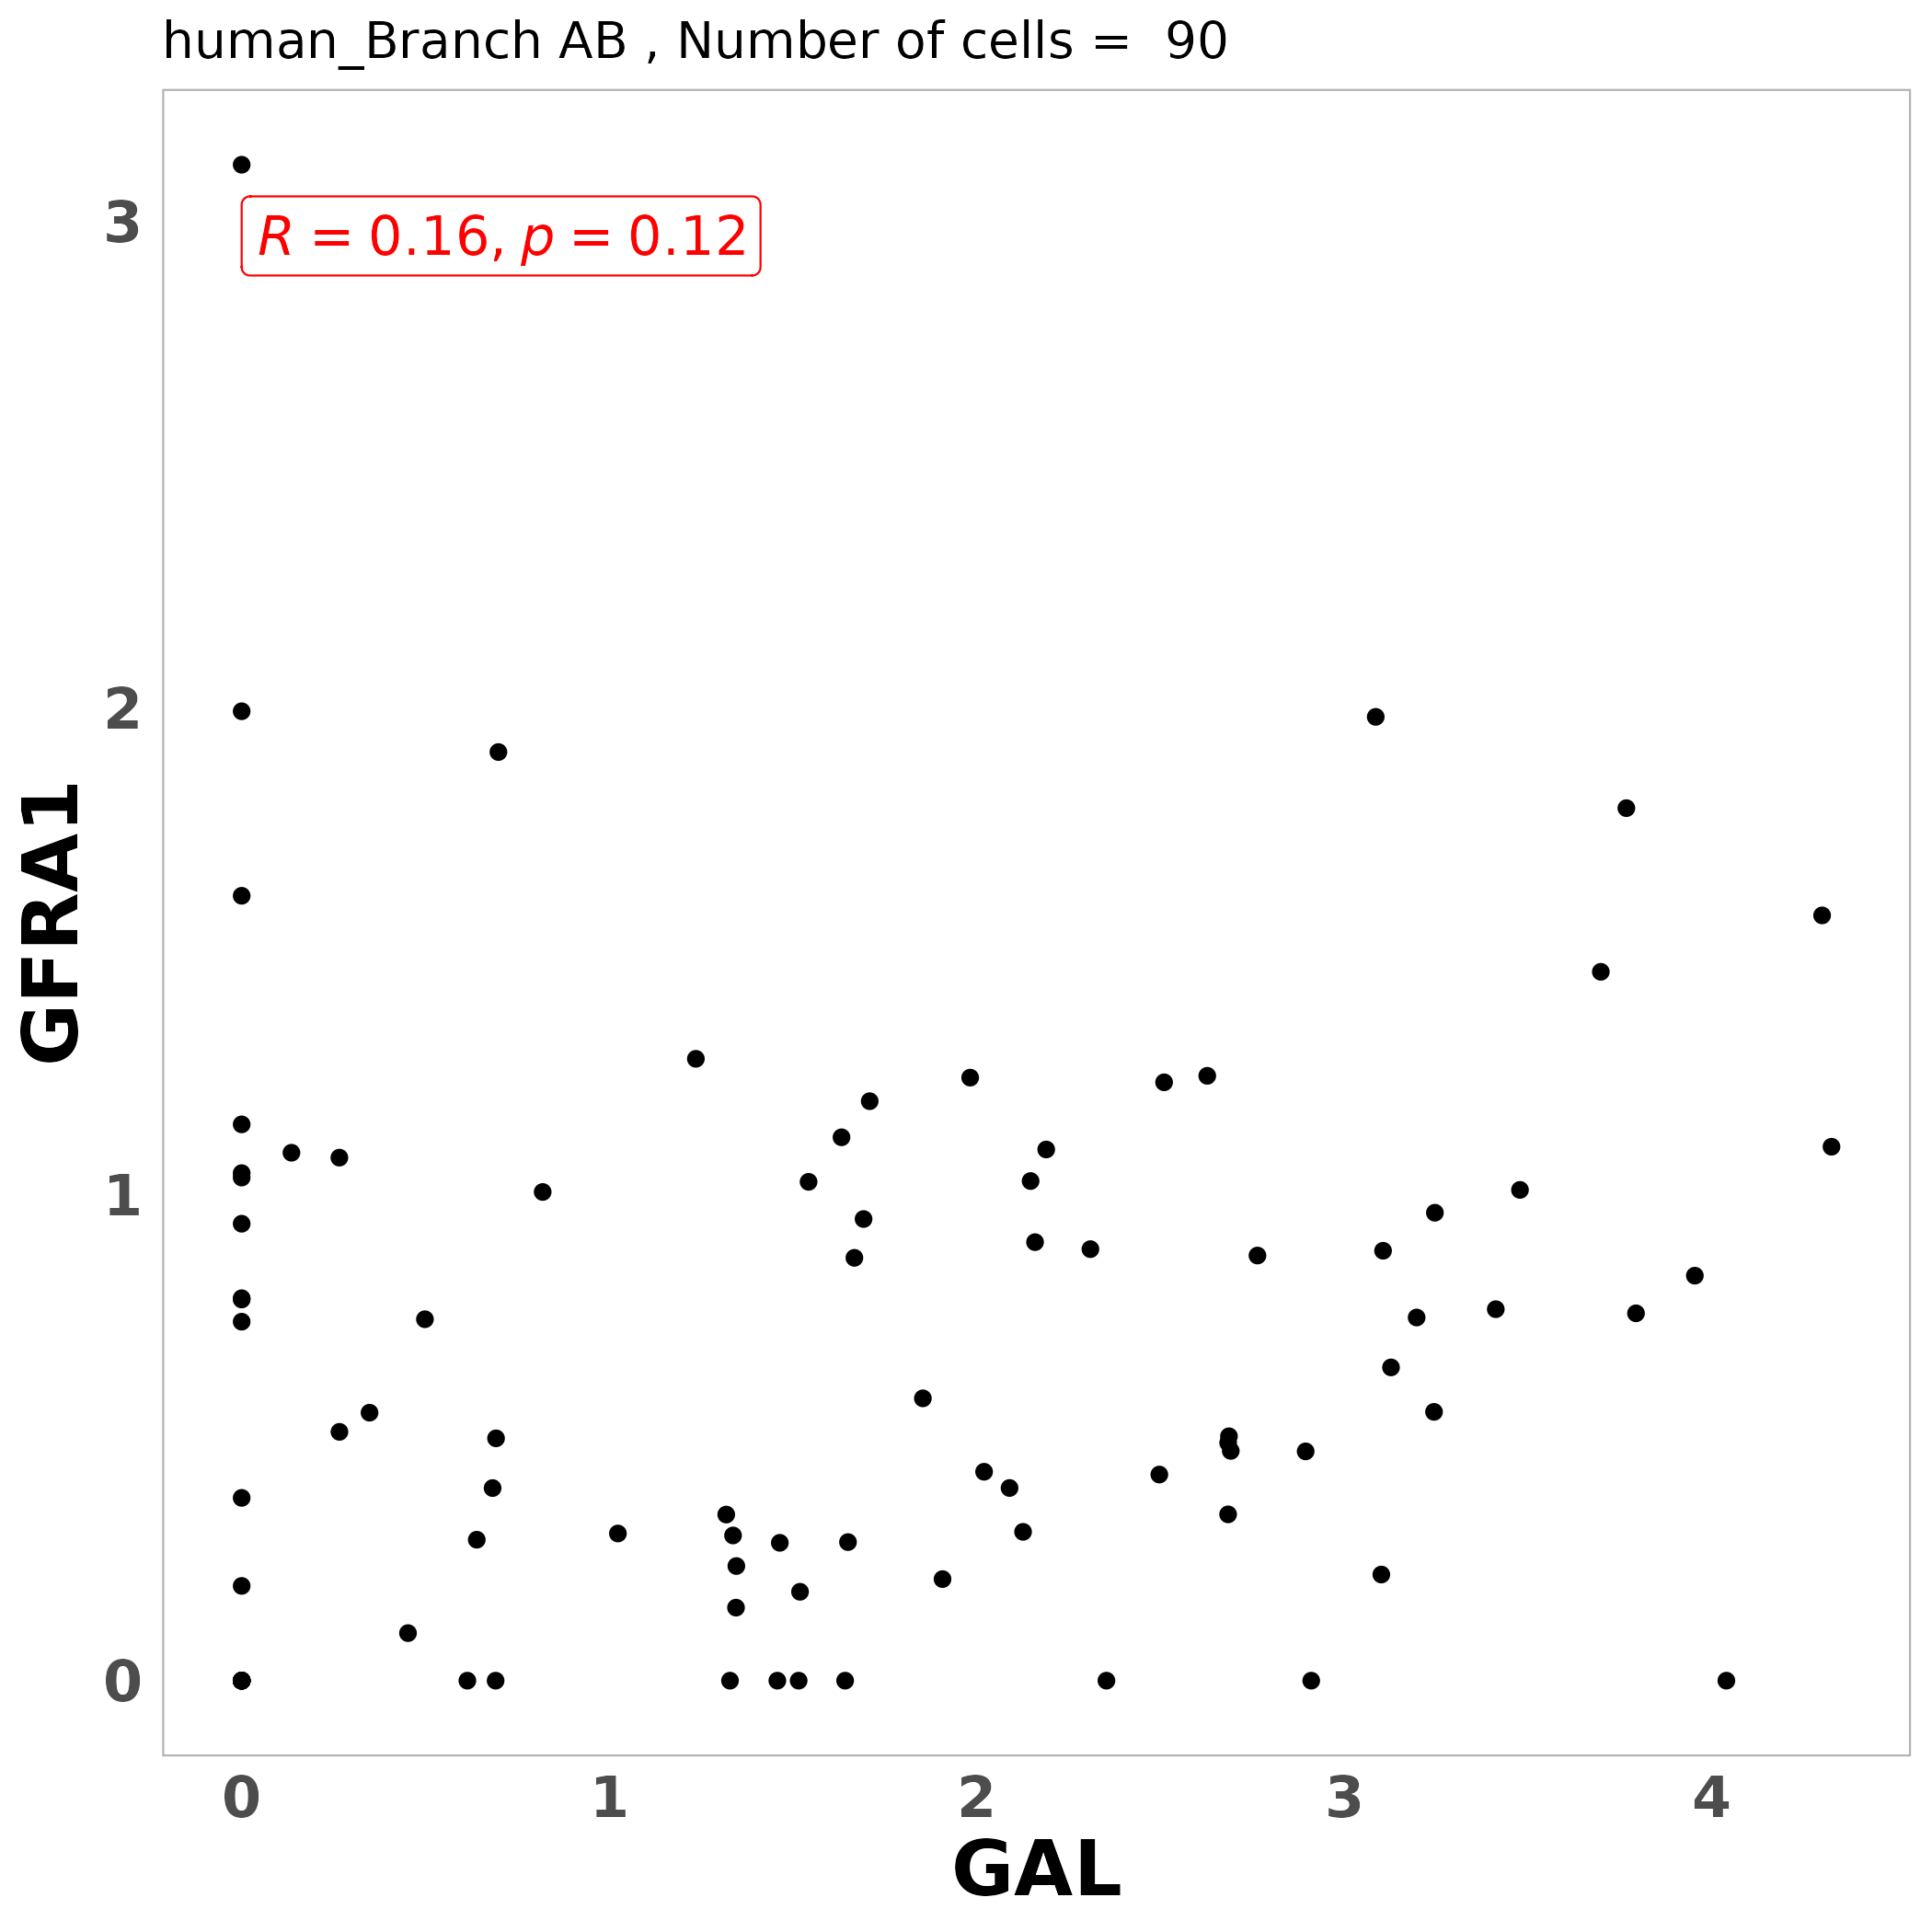 human_Branch AB , Number of cells =  90
R = 0.16, p = 0.12
3
2
1
0
GFRA1
0 1 2 3 4
GAL